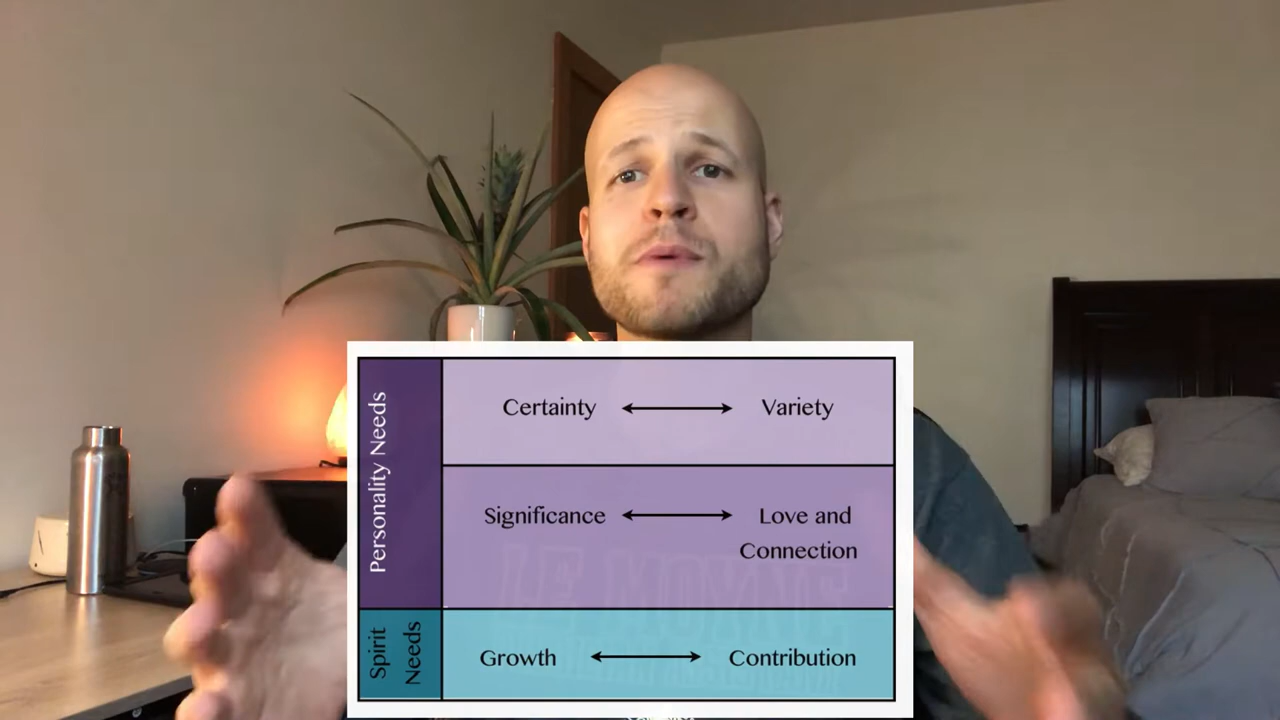 Personality Needs
Certainty
Variety
Significance
Love and
Connection
Spirit
Needs
Growth
Contribution